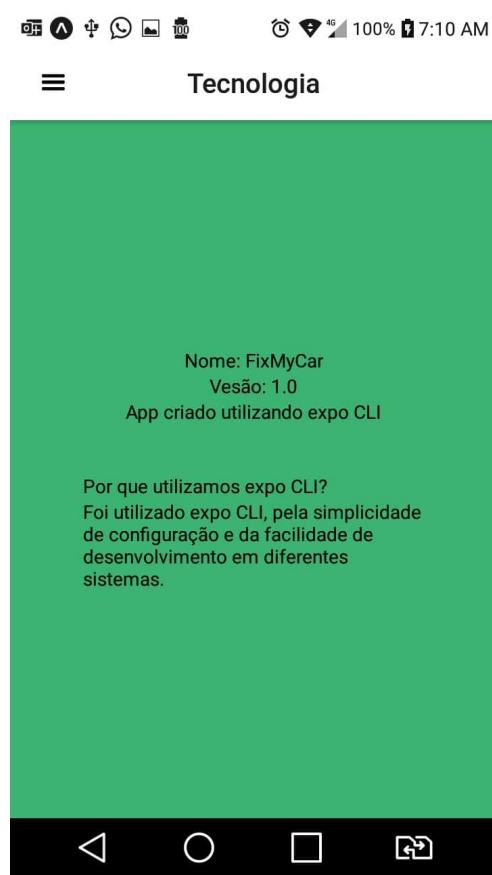 4G 100% 7:10 AM
Tecnologia
Nome: FixMyCar
Vesão: 1.0
App criado utilizando expo CLI
Por que utilizamos expo CLI?
Foi utilizado expo CLI, pela simplicidade
de configuração e da facilidade de
desenvolvimento em diferentes
sistemas.